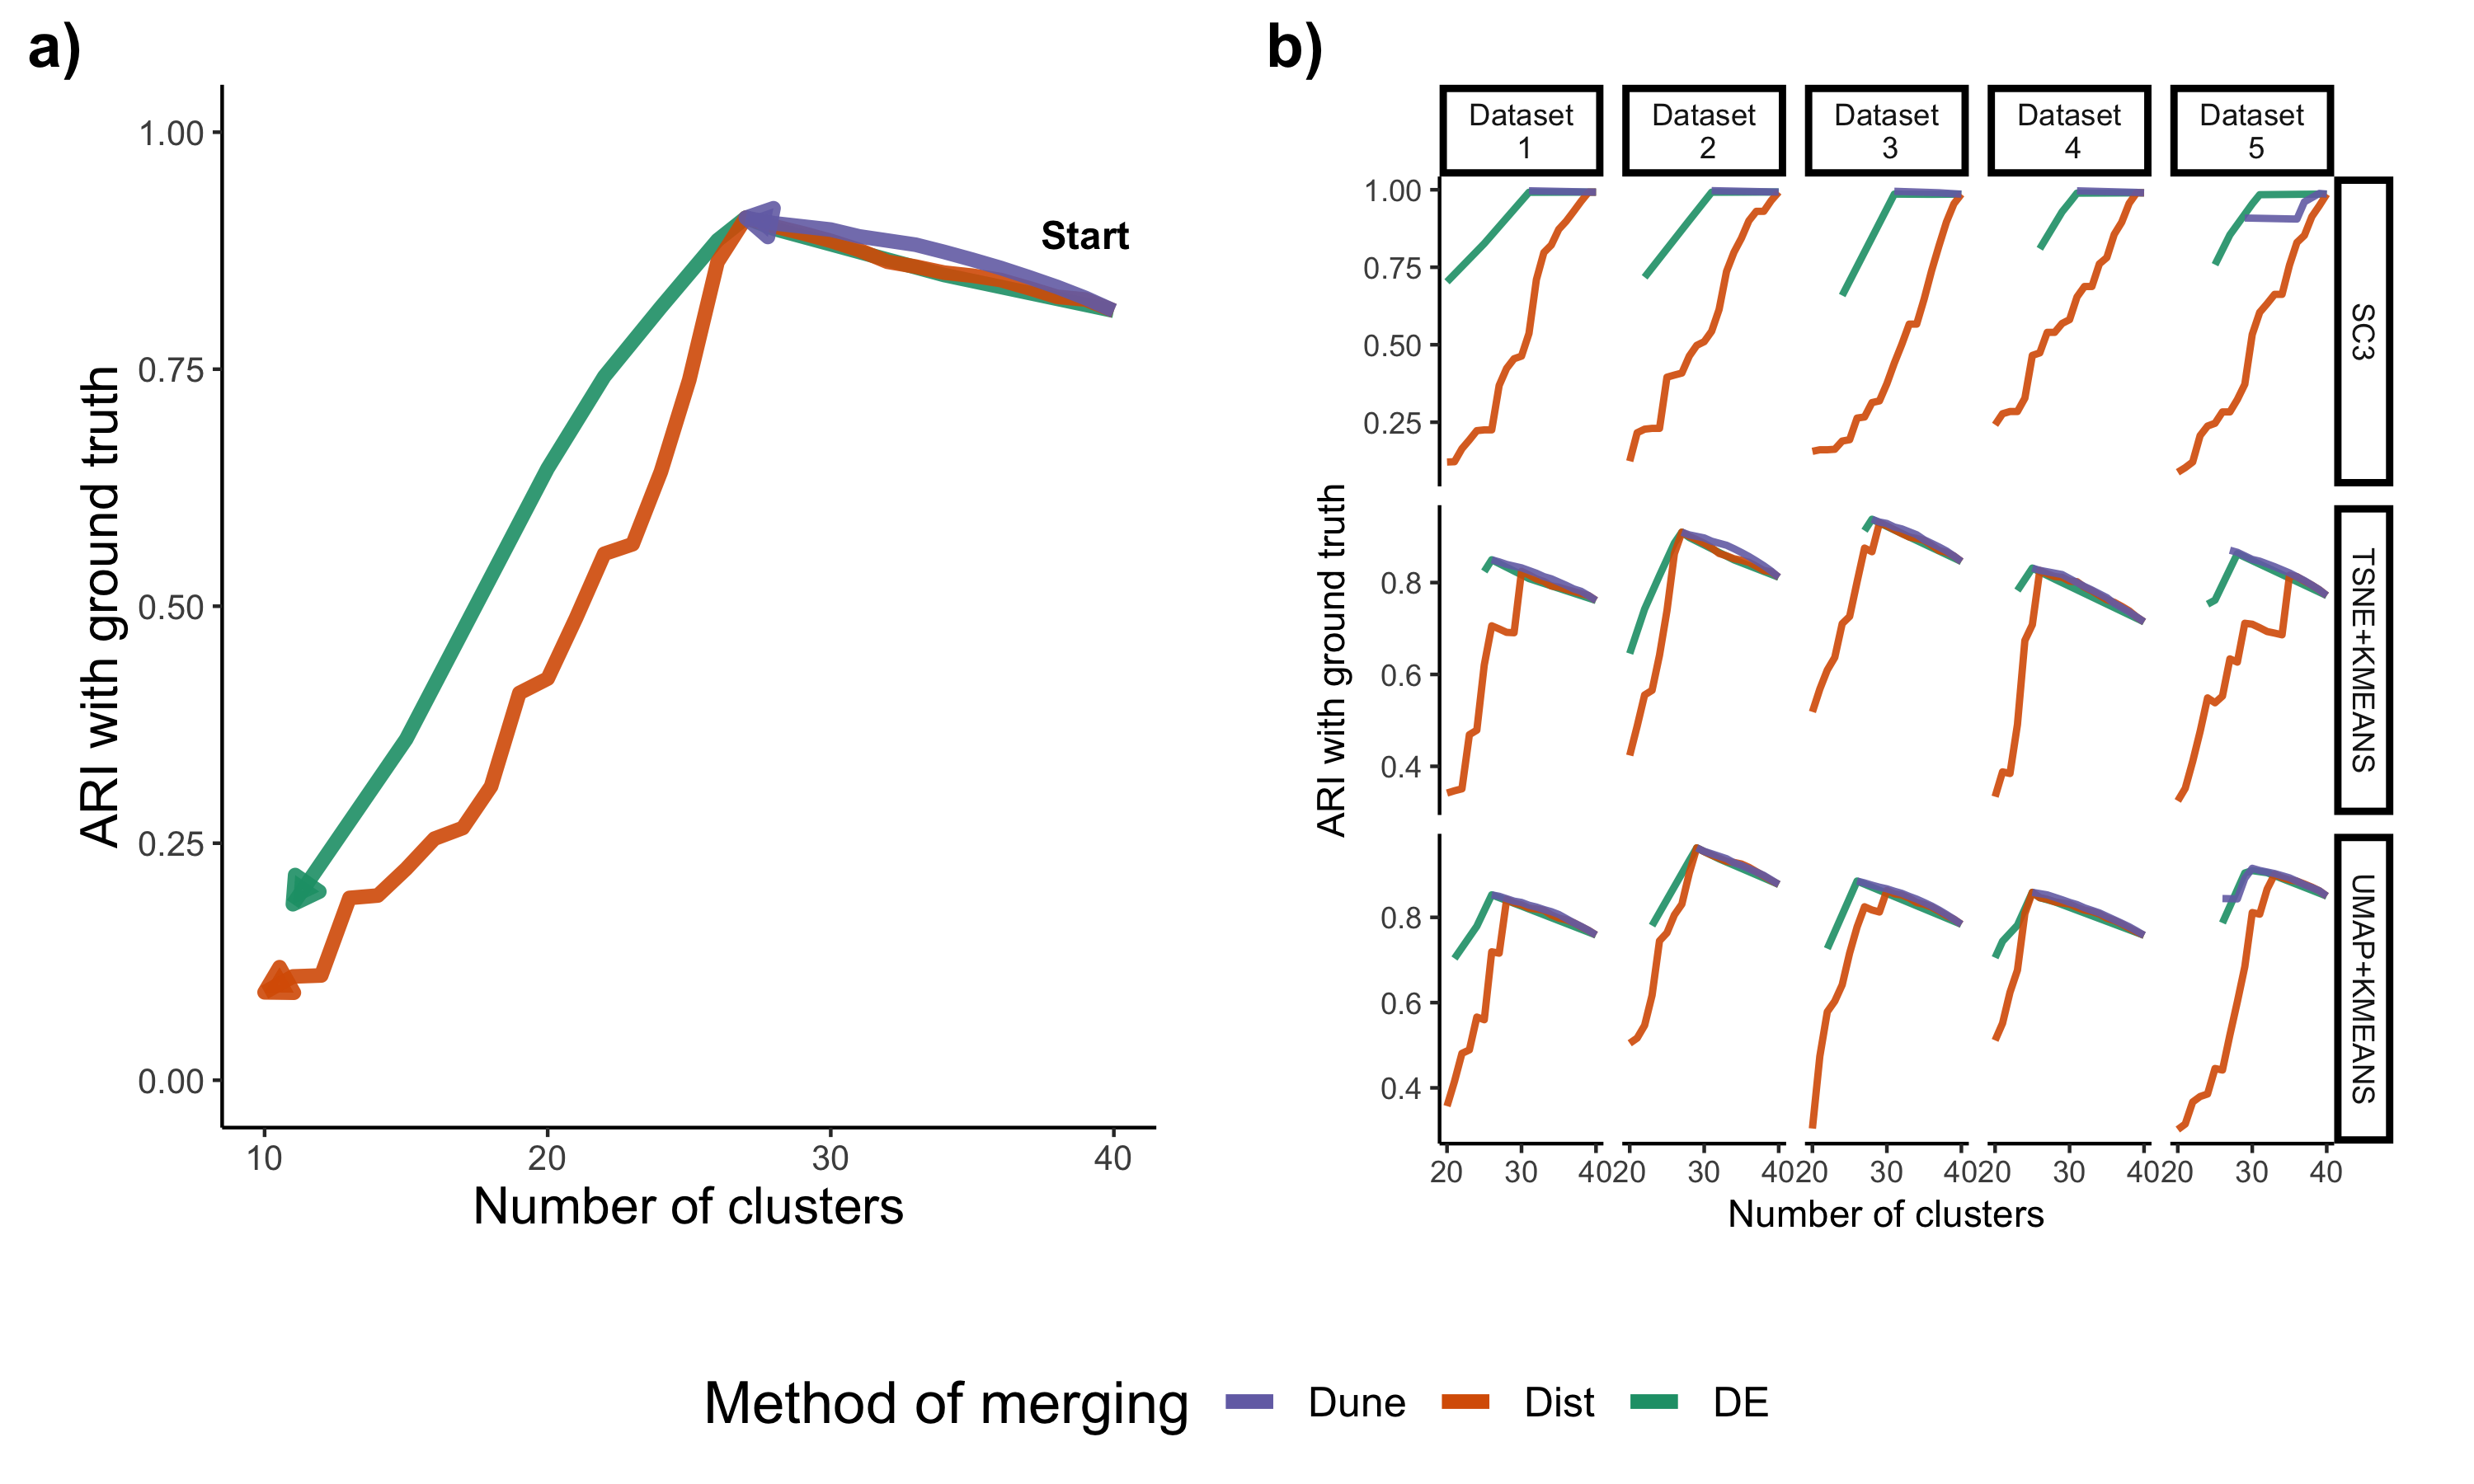 a)
1.00
0.75
0.50
0.25
0.00
ARI with ground truth
Start
10 20 30 40
Number of clusters
b)
Dataset 1
Dataset 2
Dataset 3
Dataset 4
Dataset 5
1.00
0.75
0.50
0.25
SC3
0.8
0.6
0.4
TSNE+KMEANS
0.8
0.6
0.4
UMAP+KMEANS
ARI with ground truth
20 30 40 20 30 40 20 30 40 20 30 40 20 30 40
Number of clusters
Method of merging Dune Dist DE